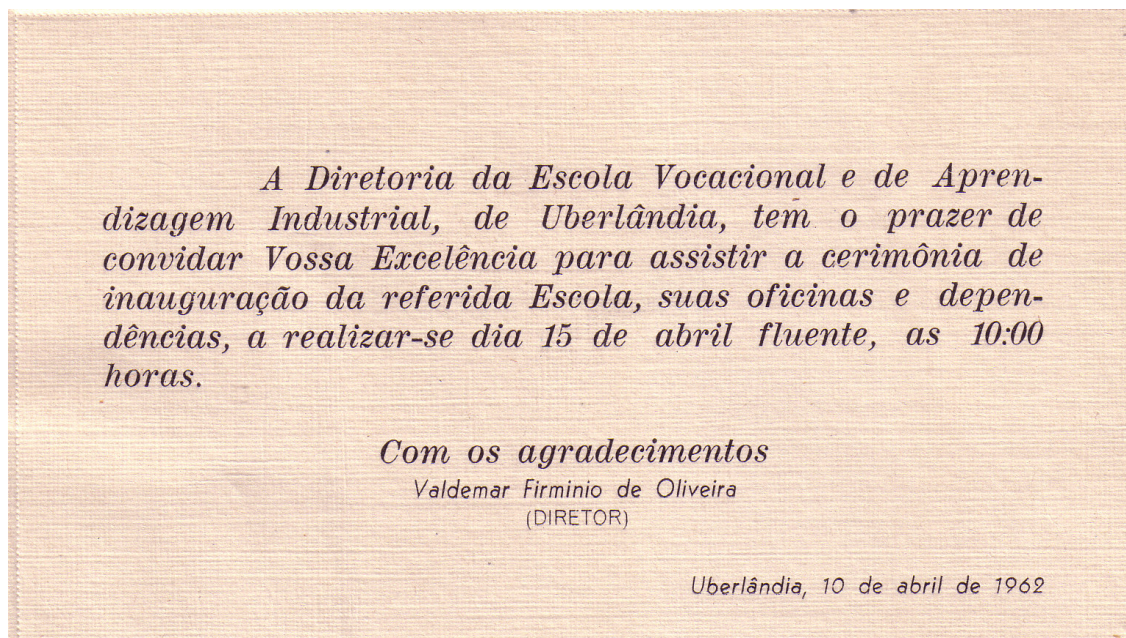 A Diretoria da Escola Vocacional e de Apren-
dizagem Industrial, de Uberlândia, tem o prazer de
convidar Vossa Excelência para assistir a cerimônia de
inauguração da referida Escola, suas oficinas e depen-
dências, a realizar-se dia 15 de abril fluente, as 10:00
horas.
Com os agradecimentos
Valdemar Firminio de Oliveira
(DIRETOR)
Uberlândia, 10 de abril de 1962